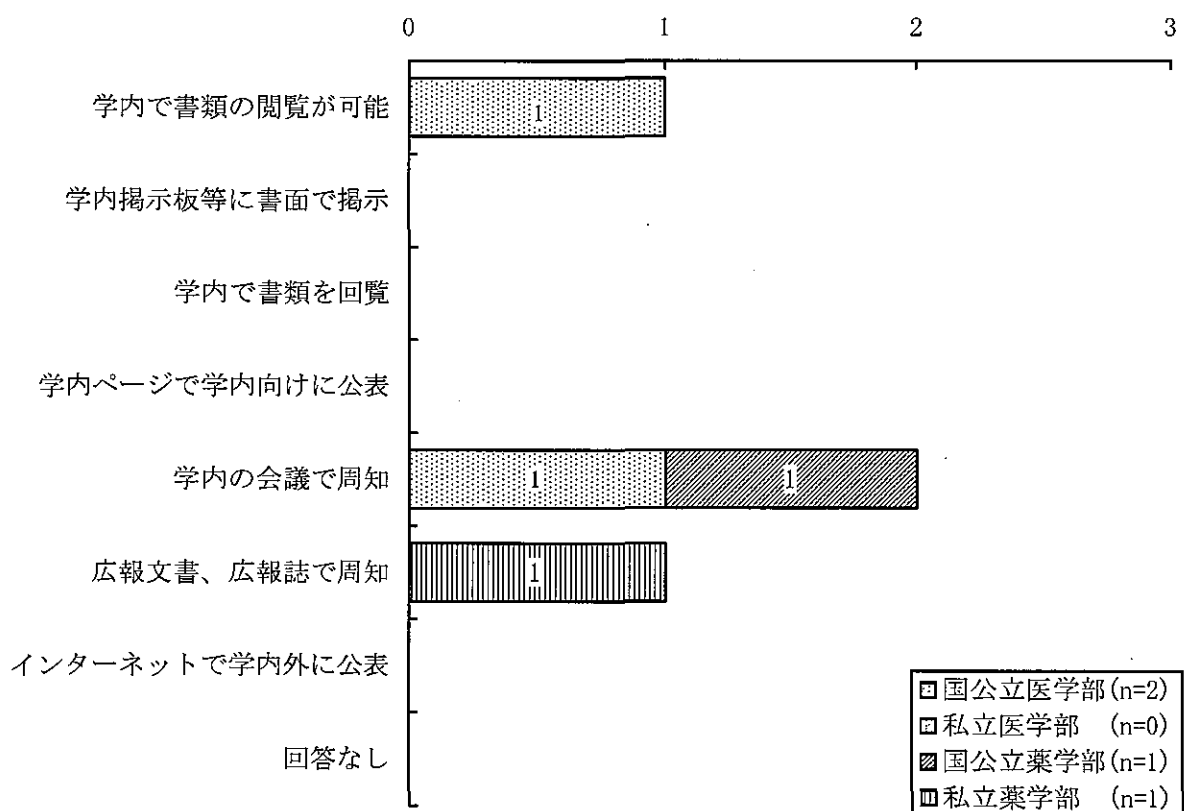 0 1 2 3
学内で書類の閲覧が可能 1
学内掲示板等に書面で掲示
学内で書類を回覧
学内ページで学内向けに公表
学内の会議で周知 1 1
広報文書、広報誌で周知 1
インターネットで学内外に公表
回答なし
国公立医学部(n=2)
私立医学部 (n=0)
国公立薬学部(n=1)
私立薬学部 (n=1)